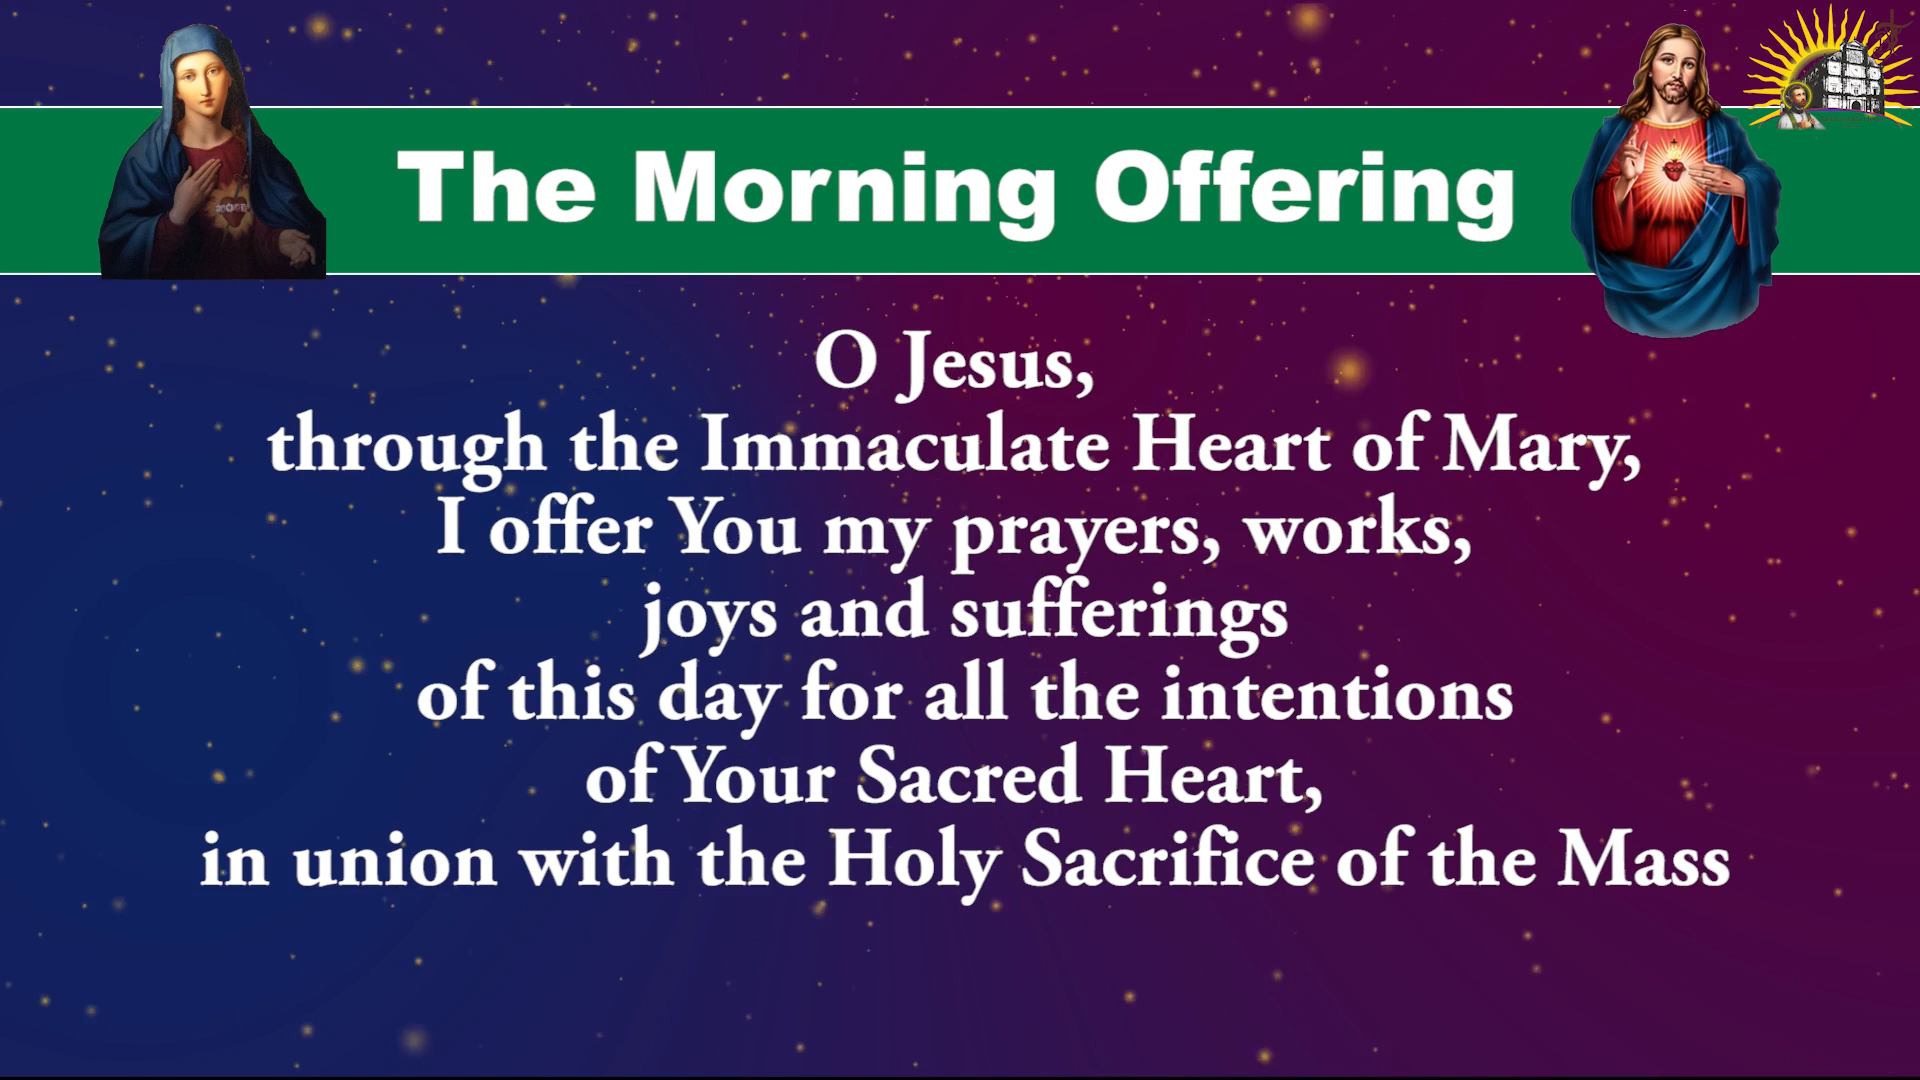 The Morning Offering
O Jesus,
through the Immaculate Heart of Mary,
I offer You my prayers, works,
joys and sufferings
of this day for all the intentions
of Your Sacred Heart,
in union with the Holy Sacrifice of the Mass